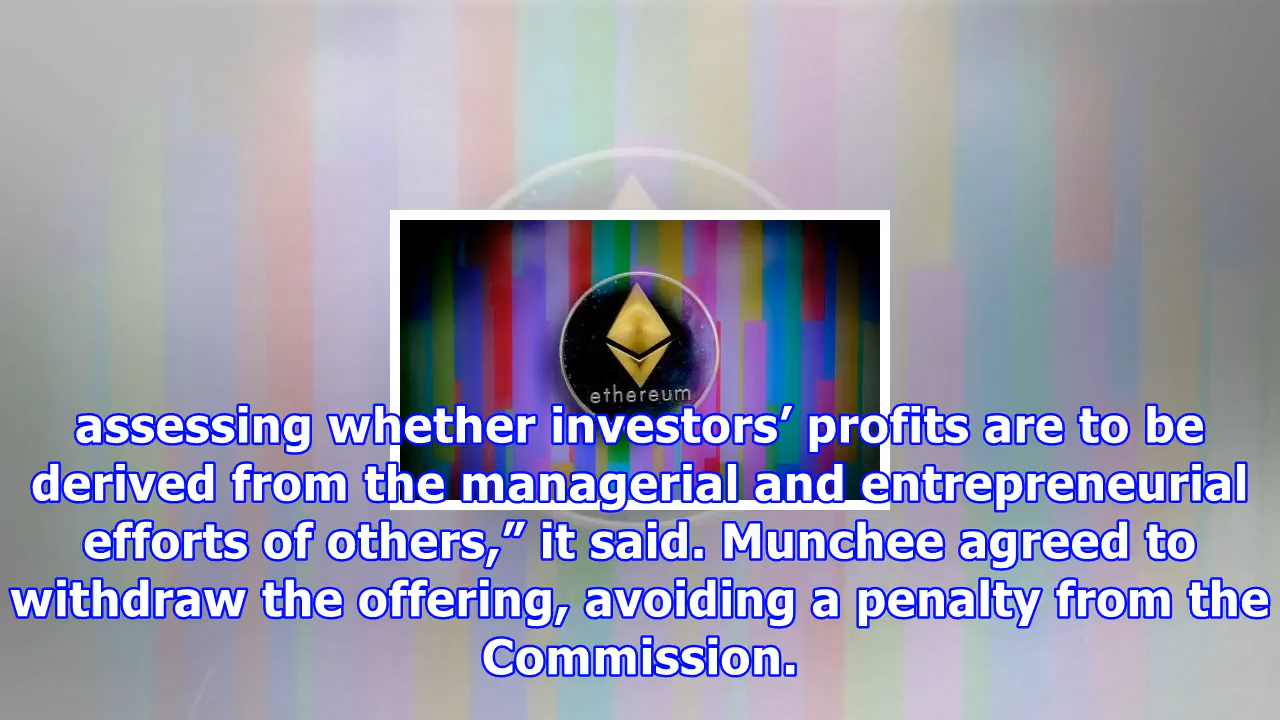 ethereum
assessing whether investors’ profits are to be
derived from the managerial and entrepreneurial
efforts of others,” it said. Munchee agreed to
withdraw the offering, avoiding a penalty from the
Commission.